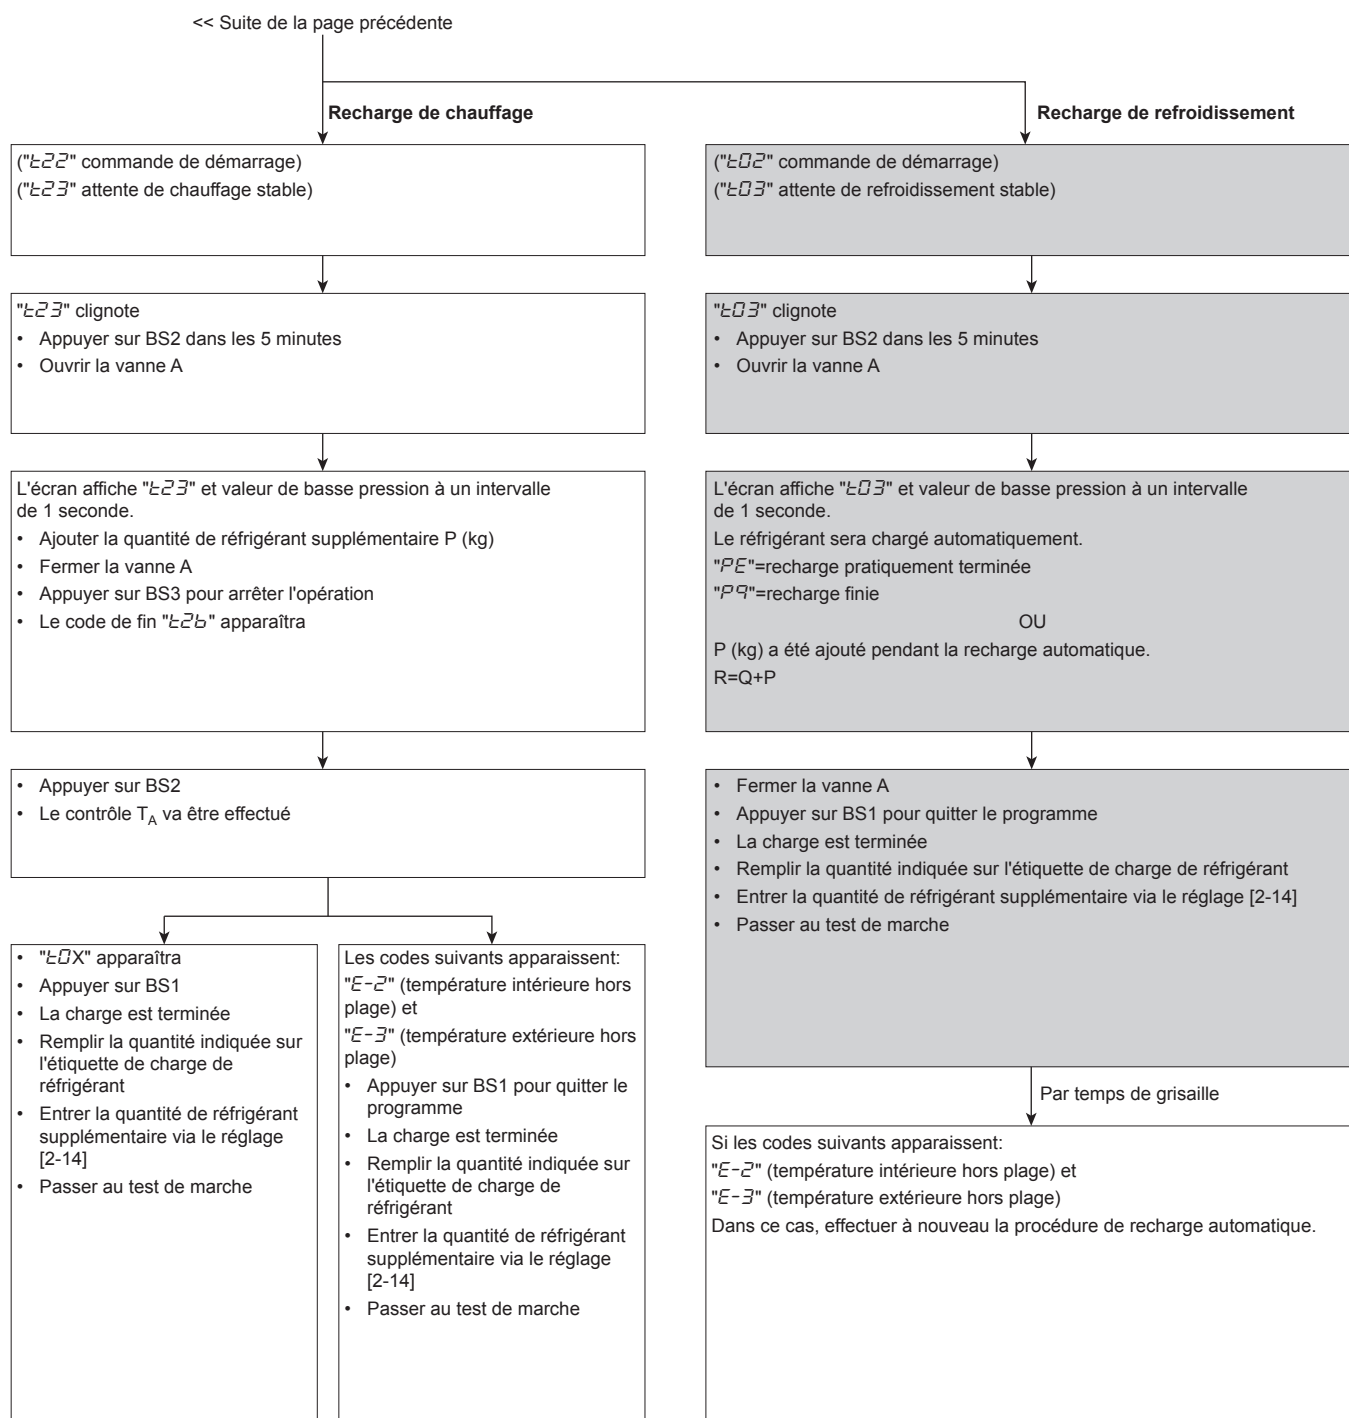 << Suite de la page précédente
Recharge de chauffage
("t22" commande de démarrage)
("t23" attente de chauffage stable)
"t23" clignote
• Appuyer sur BS2 dans les 5 minutes
• Ouvrir la vanne A
L'écran affiche "t23" et valeur de basse pression à un intervalle
de 1 seconde.
• Ajouter la quantité de réfrigérant supplémentaire P (kg)
• Fermer la vanne A
• Appuyer sur BS3 pour arrêter l'opération
• Le code de fin "t2b" apparaîtra
• Appuyer sur BS2
• Le contrôle TA va être effectué
• "t0X" apparaîtra
• Appuyer sur BS1
• La charge est terminée
• Remplir la quantité indiquée sur
l'étiquette de charge de
réfrigérant
• Entrer la quantité de réfrigérant
supplémentaire via le réglage
[2-14]
• Passer au test de marche
Les codes suivants apparaissent:
"E-2" (température intérieure hors
plage) et
"E-3" (température extérieure hors
plage)
• Appuyer sur BS1 pour quitter le
programme
• La charge est terminée
• Remplir la quantité indiquée sur
l'étiquette de charge de
réfrigérant
• Entrer la quantité de réfrigérant
supplémentaire via le réglage
[2-14]
• Passer au test de marche
Recharge de refroidissement
("t02" commande de démarrage)
("t03" attente de refroidissement stable)
"t03" clignote
• Appuyer sur BS2 dans les 5 minutes
• Ouvrir la vanne A
L'écran affiche "t03" et valeur de basse pression à un intervalle
de 1 seconde.
Le réfrigérant sera chargé automatiquement.
"PE"=recharge pratiquement terminée
"P9"=recharge finie
OU
P (kg) a été ajouté pendant la recharge automatique.
R=Q+P
• Fermer la vanne A
• Appuyer sur BS1 pour quitter le programme
• La charge est terminée
• Remplir la quantité indiquée sur l'étiquette de charge de réfrigérant
• Entrer la quantité de réfrigérant supplémentaire via le réglage [2-14]
• Passer au test de marche
Par temps de grisaille
Si les codes suivants apparaissent:
"E-2" (température intérieure hors plage) et
"E-3" (température extérieure hors plage)
Dans ce cas, effectuer à nouveau la procédure de recharge automatique.